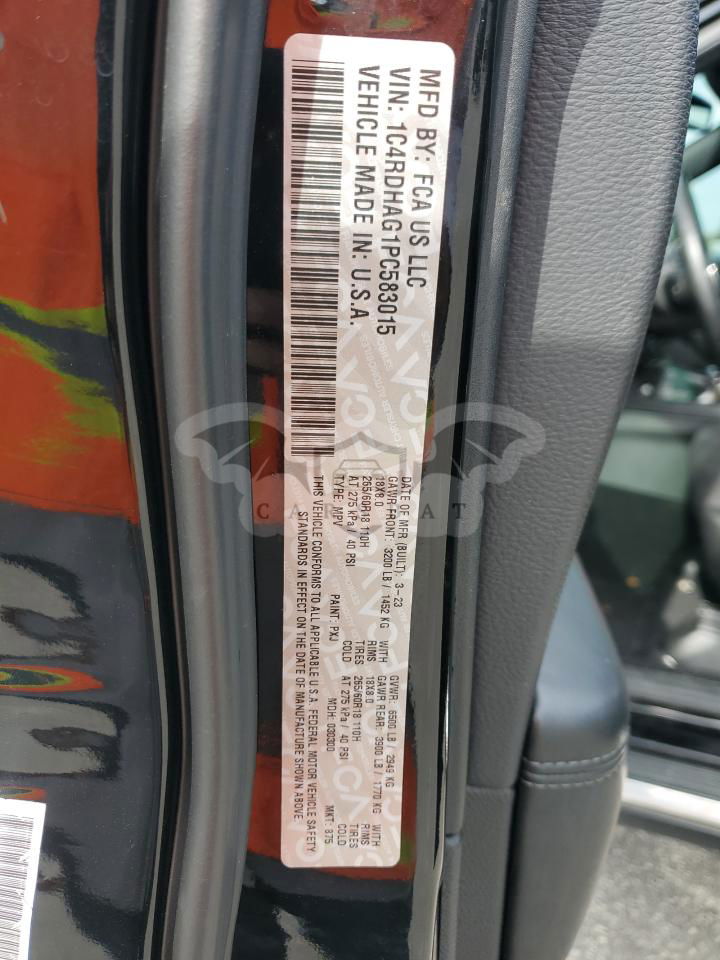 MFD BY: FCA US LLC
VIN: 1C4RDHAG1PC583015
VEHICLE MADE IN: U.S.A.
DATE OF MFR (BUILT): 3-23 GVWR: 6500 LB / 2949 KG
GAWR FRONT: 3200 LB / 1452 KG WITH GAWR REAR: 3900 LB / 1770 KG WITH
18X8.0 RIMS 18X8.0 RIMS
265/60R18 110H TIRES 265/60R18 110H TIRES
AT 275 kPa / 40 PSI COLD AT 275 kPa / 40 PSI COLD
TYPE: MPV PAINT: PXJ MDH: 030300 MKT: 875
THIS VEHICLE CONFORMS TO ALL APPLICABLE U.S.A. FEDERAL MOTOR VEHICLE SAFETY
STANDARDS IN EFFECT ON THE DATE OF MANUFACTURE SHOWN ABOVE.